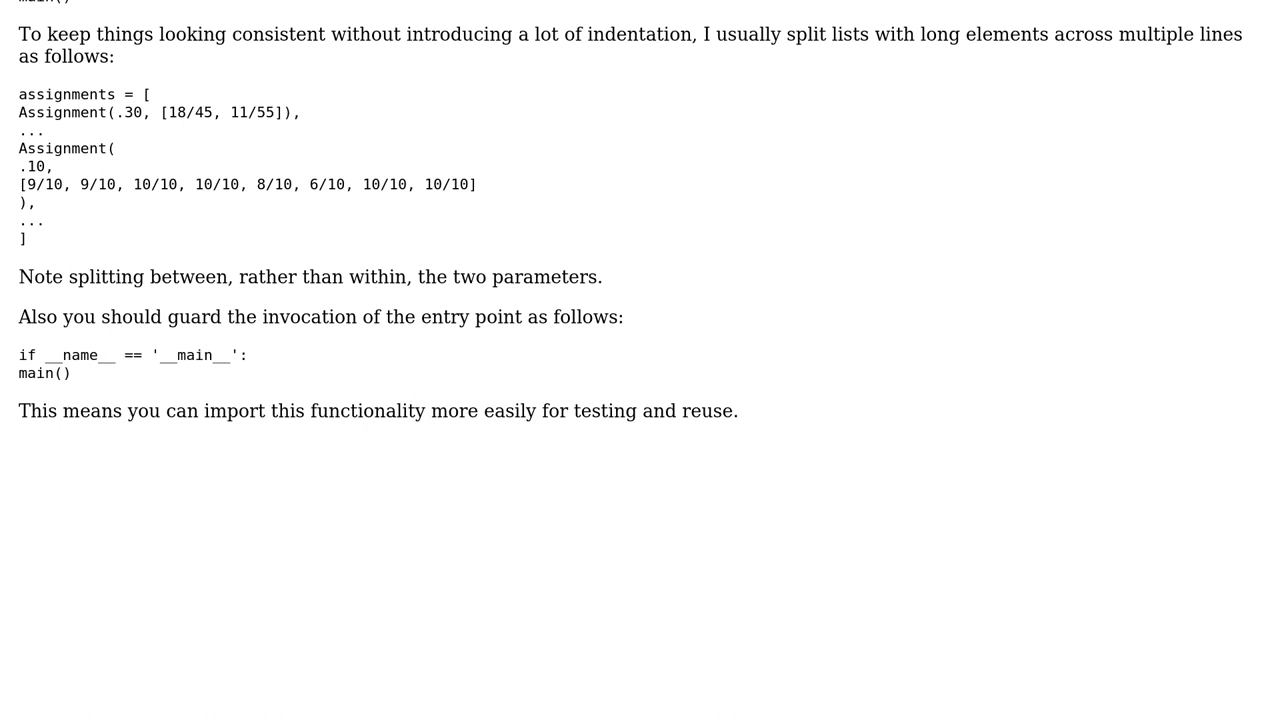 main()
To keep things looking consistent without introducing a lot of indentation, I usually split lists with long elements across multiple lines
as follows:
assignments = [
Assignment(.30, [18/45, 11/55]),
...
Assignment(
.10,
[9/10, 9/10, 10/10, 10/10, 8/10, 6/10, 10/10, 10/10]
),
...
]
Note splitting between, rather than within, the two parameters.
Also you should guard the invocation of the entry point as follows:
if __name__ == '__main__':
main()
This means you can import this functionality more easily for testing and reuse.